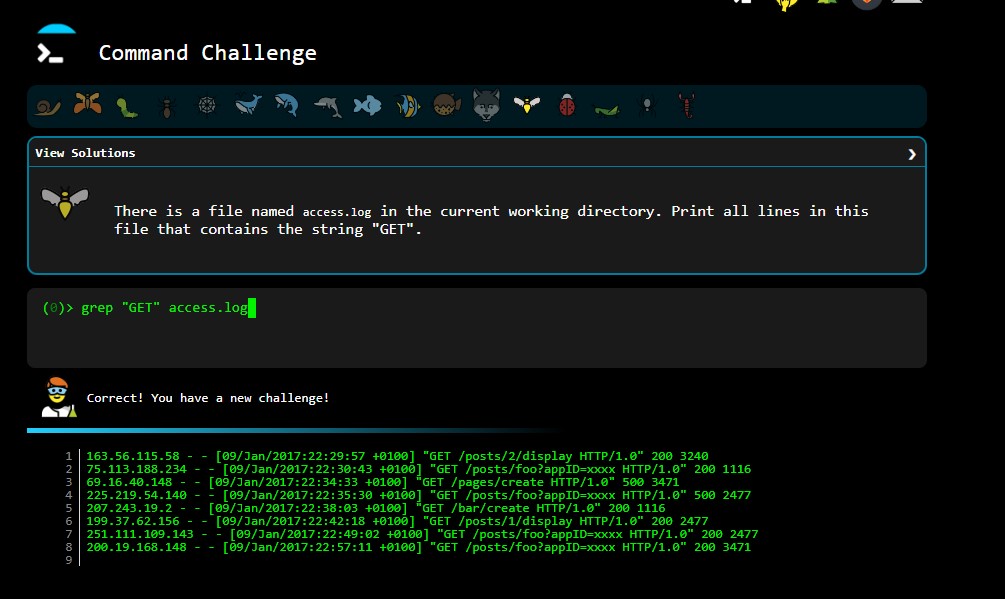 Command Challenge
View Solutions
There is a file named access.log in the current working directory. Print all lines in this
file that contains the string "GET".
(0)> grep "GET" access.log
Correct! You have a new challenge!
1 163.56.115.58 - - [09/Jan/2017:22:29:57 +0100] "GET /posts/2/display HTTP/1.0" 200 3240
2 75.113.188.234 - - [09/Jan/2017:22:30:43 +0100] "GET /posts/foo?appID=xxxx HTTP/1.0" 200 1116
3 69.16.40.148 - - [09/Jan/2017:22:34:33 +0100] "GET /pages/create HTTP/1.0" 500 3471
4 225.219.54.140 - - [09/Jan/2017:22:35:30 +0100] "GET /posts/foo?appID=xxxx HTTP/1.0" 500 2477
5 207.243.19.2 - - [09/Jan/2017:22:38:03 +0100] "GET /bar/create HTTP/1.0" 200 1116
6 199.37.62.156 - - [09/Jan/2017:22:42:18 +0100] "GET /posts/1/display HTTP/1.0" 200 2477
7 251.111.109.143 - - [09/Jan/2017:22:49:02 +0100] "GET /posts/foo?appID=xxxx HTTP/1.0" 200 2477
8 200.19.168.148 - - [09/Jan/2017:22:57:11 +0100] "GET /posts/foo?appID=xxxx HTTP/1.0" 200 3471
9